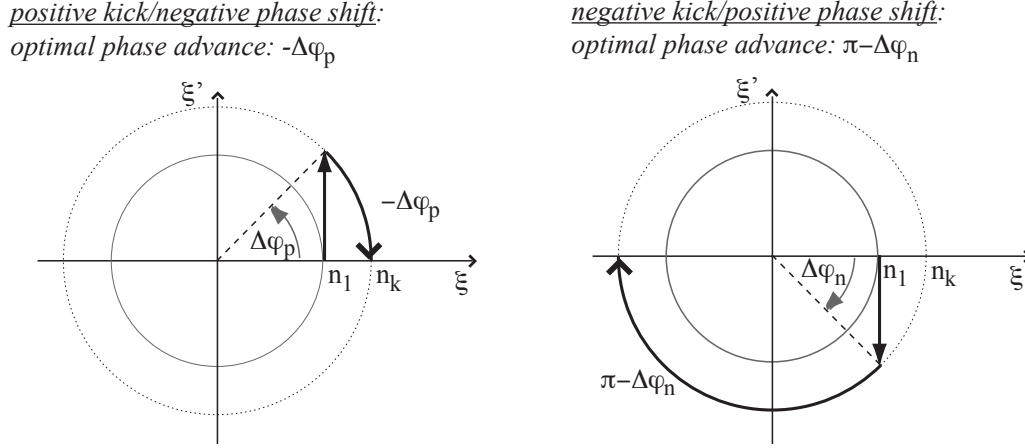 positive kick/negative phase shift:
optimal phase advance: -Δφp
ξ'
-Δφp
Δφp
n1
nk
ξ
negative kick/positive phase shift:
optimal phase advance: π−Δφn
ξ'
Δφn
n1
nk
ξ
π−Δφn